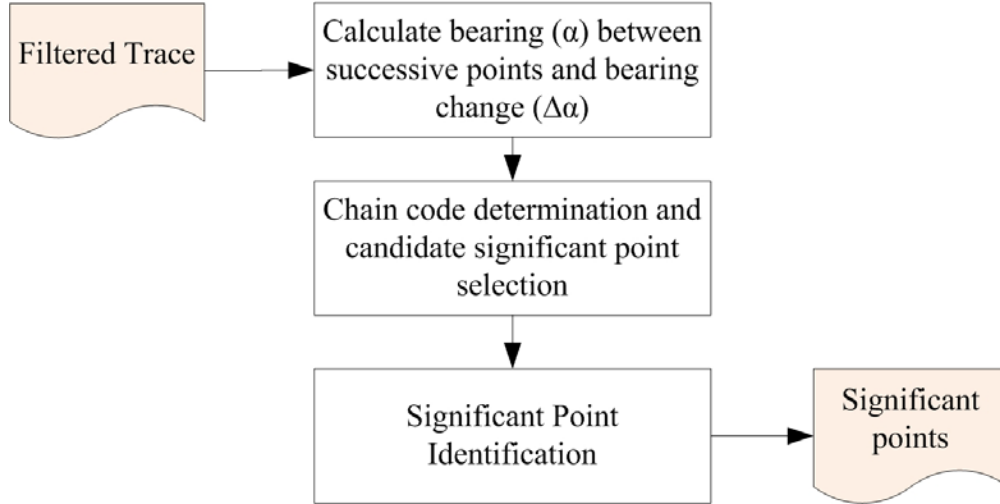 Filtered Trace
Calculate bearing (α) between
successive points and bearing
change (Δα)
Chain code determination and
candidate significant point
selection
Significant Point
Identification
Significant
points